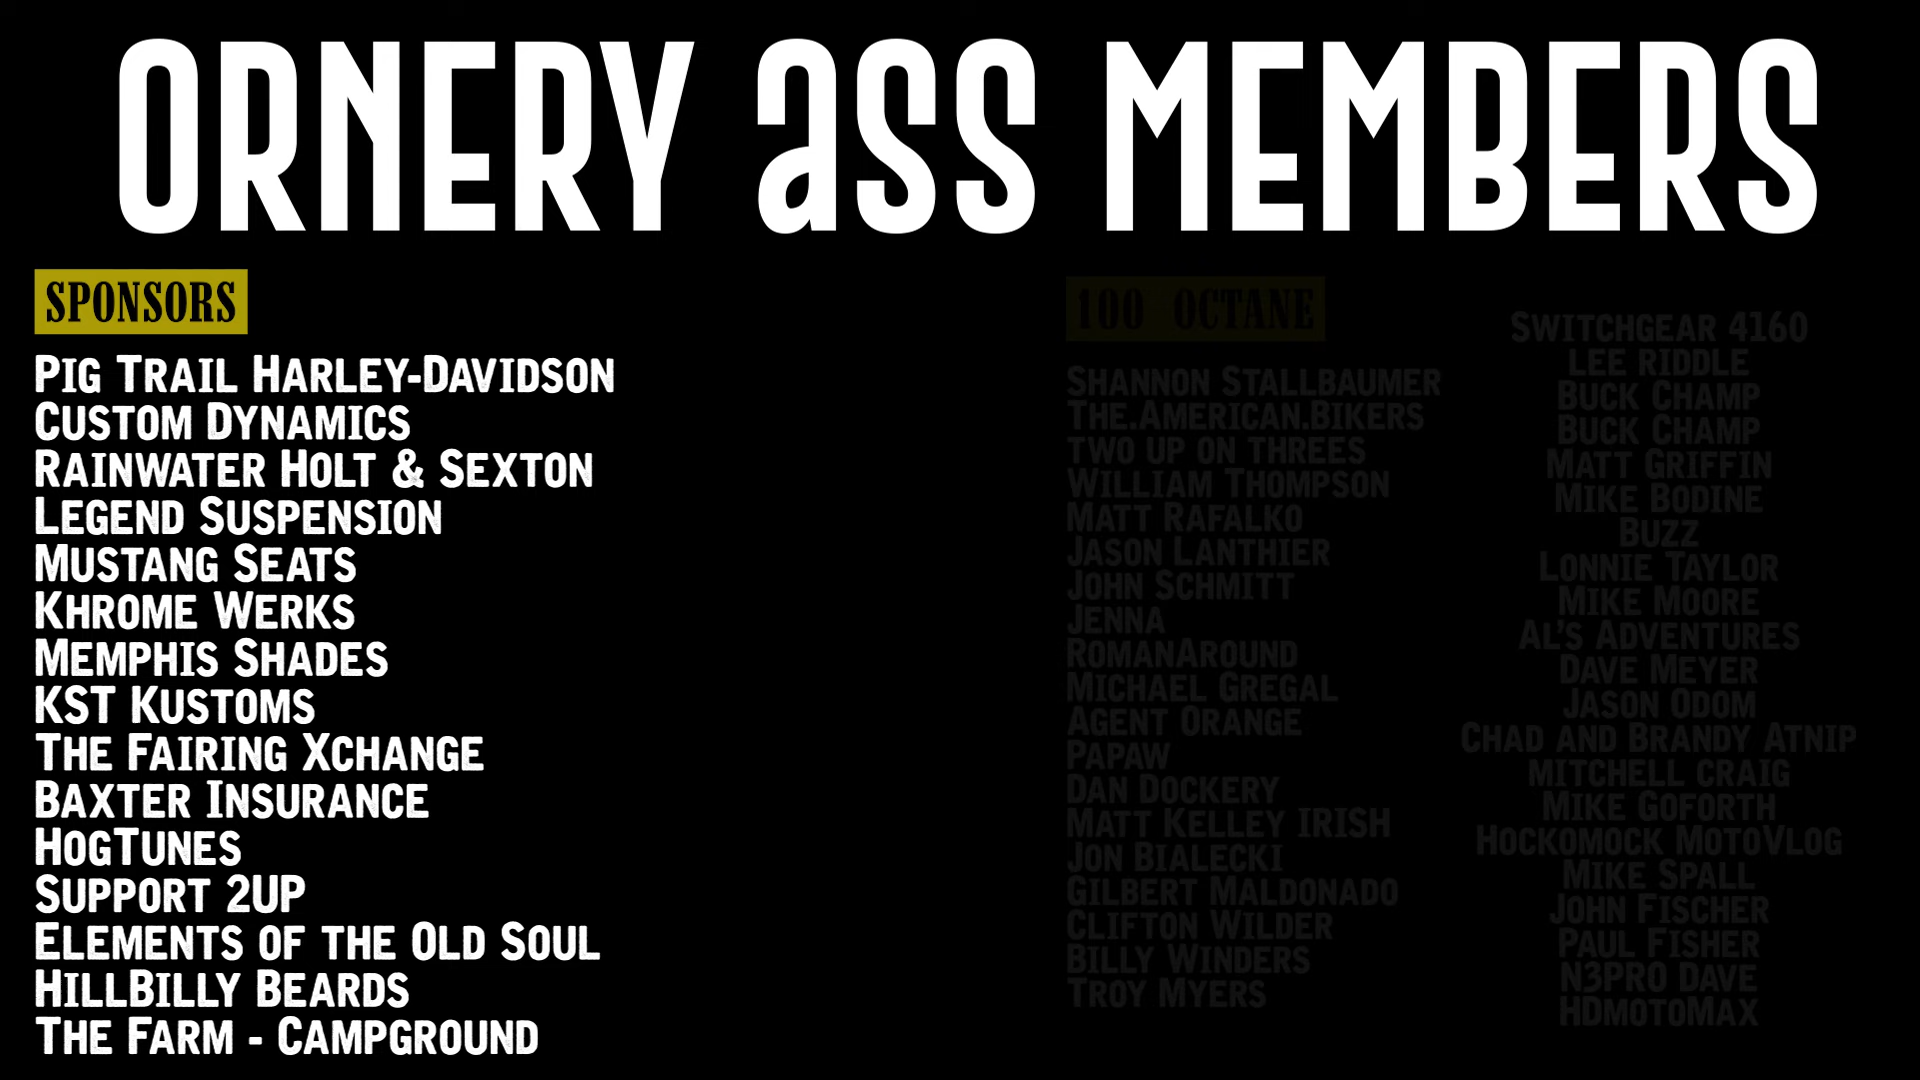 ORNERY aSS MEMBERS
SPONSORS
PIG TRAIL HARLEY-DAVIDSON
CUSTOM DYNAMICS
RAINWATER HOLT & SEXTON
LEGEND SUSPENSION
MUSTANG SEATS
KHROME WERKS
MEMPHIS SHADES
KST KUSTOMS
THE FAIRING XCHANGE
BAXTER INSURANCE
HOGTUNES
SUPPORT 2UP
ELEMENTS OF THE OLD SOUL
HILLBILLY BEARDS
THE FARM - CAMPGROUND
100 OCTANE
SHANNON STALLBAUMER
THE.AMERICAN.BIKERS
TWO UP ON THREES
WILLIAM THOMPSON
MATT RAFALKO
JASON LANTHIER
JOHN SCHMITT
JENNA
ROMANAROUND
MICHAEL GREGAL
AGENT ORANGE
PAPAW
DAN DOCKERY
MATT KELLEY IRISH
JON BIALECKI
GILBERT MALDONADO
CLIFTON WILDER
BILLY WINDERS
TROY MYERS
SWITCHGEAR 4160
LEE RIDDLE
BUCK CHAMP
BUCK CHAMP
MATT GRIFFIN
MIKE BODINE
BUZZ
LONNIE TAYLOR
MIKE MOORE
AL'S ADVENTURES
DAVE MEYER
JASON ODOM
CHAD AND BRANDY ATNIP
MITCHELL CRAIG
MIKE GOFORTH
HOCKOMOCK MOTOVLOG
MIKE SPALL
JOHN FISCHER
PAUL FISHER
N3PRO DAVE
HDMOTOMAX